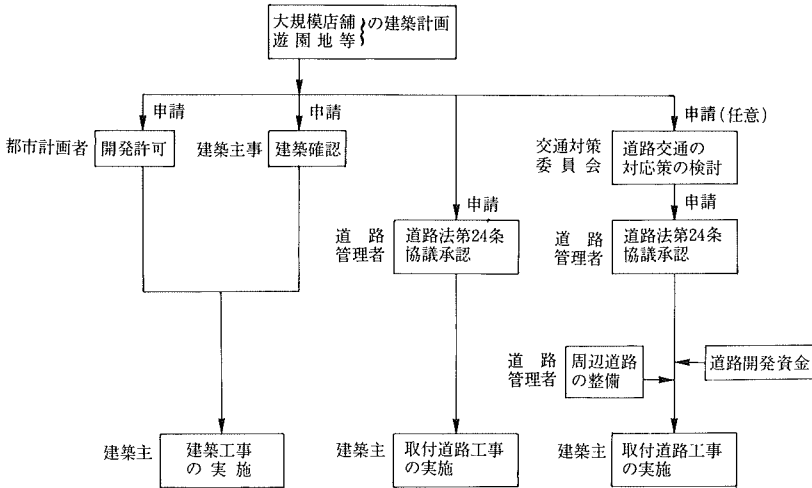 大規模店舗
遊園地等
の建築計画
申請
申請
申請(任意)
都市計画者
開発許可
建築主事
建築確認
交通対策
委員会
道路交通の
対応策の検討
申請
申請
道路
管理者
道路法第24条
協議承認
道路
管理者
道路法第24条
協議承認
道路
管理者
周辺道路
の整備
道路開発資金
建築主
建築工事
の実施
建築主
取付道路工事
の実施
建築主
取付道路工事
の実施